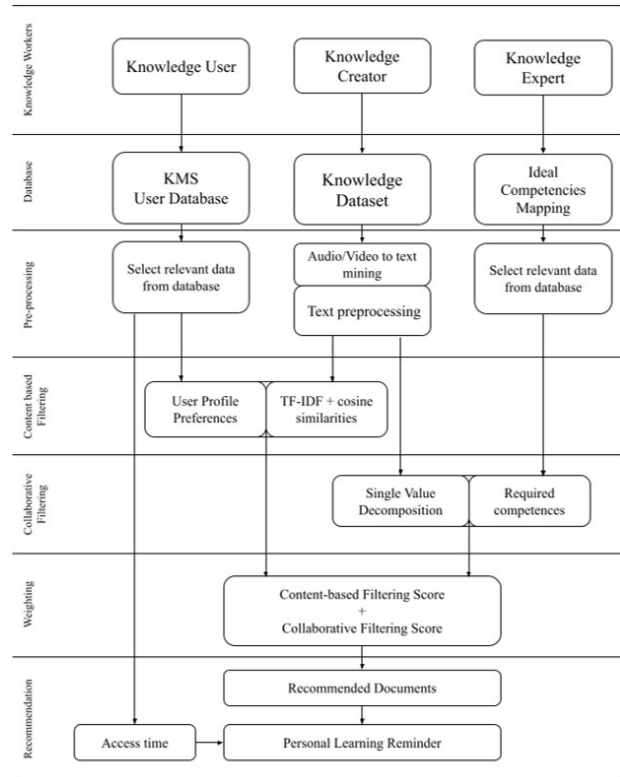 Knowledge Workers
Knowledge User
Knowledge
Creator
Knowledge
Expert
Database
KMS
User Database
Knowledge
Dataset
Ideal
Competencies
Mapping
Pre-processing
Select relevant data
from database
Audio/Video to text
mining
Text preprocessing
Select relevant data
from database
Content based
Filtering
User Profile
Preferences
TF-IDF + cosine
similarities
Collaborative
Filtering
Single Value
Decomposition
Required
competences
Weighting
Content-based Filtering Score
+
Collaborative Filtering Score
Recommendation
Recommended Documents
Access time
Personal Learning Reminder